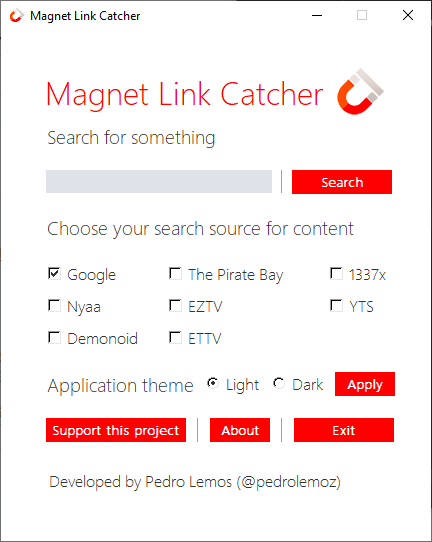 Magnet Link Catcher
Magnet Link Catcher
Search for something
Search
Choose your search source for content
Google The Pirate Bay 1337x
Nyaa EZTV YTS
Demonoid ETTV
Application theme Light Dark Apply
Support this project About Exit
Developed by Pedro Lemos (@pedrolemoz)